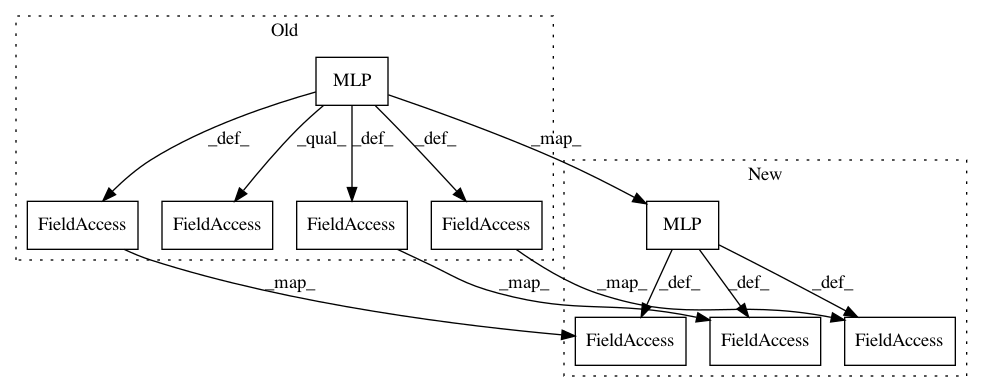 Old
MLP
_def_
_qual_
_def_
_def_
_map_
New
FieldAccess
FieldAccess
FieldAccess
FieldAccess
MLP
_map_
_map_
_map_
_def_
_def_
_def_
FieldAccess
FieldAccess
FieldAccess